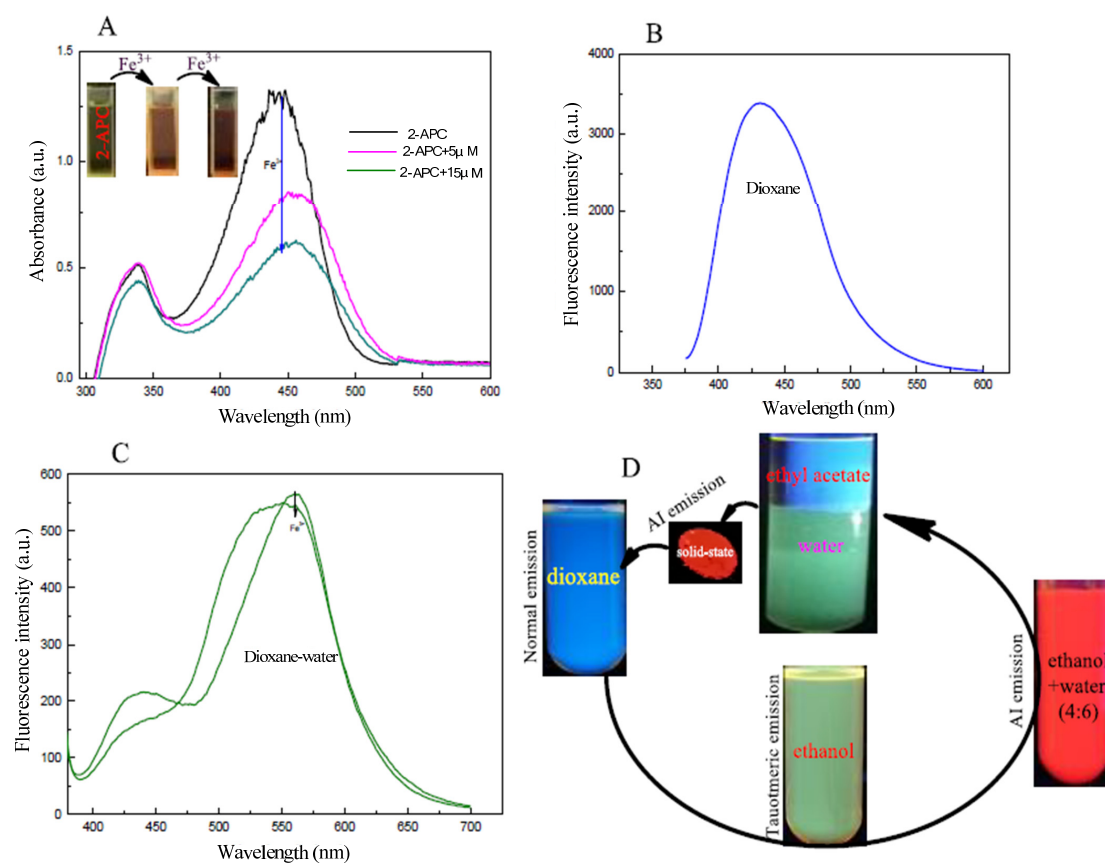 A
Fe3+ Fe3+
2-APC
2-APC
2-APC+5μ M
2-APC+15μ M
Fe3+
Absorbance (a.u.)
1.5
1.0
0.5
0.0
300 350 400 450 500 550 600
Wavelength (nm)
B
Fluorescence intensity (a.u.)
4000
3000
2000
1000
0
Dioxane
350 400 450 500 550 600
Wavelength (nm)
C
Fluorescence intensity (a.u.)
600
500
400
300
200
100
0
Fe3+
Dioxane-water
400 450 500 550 600 650 700
Wavelength (nm)
D
Normal emission
dioxane
AI emission
solid-state
ethyl acetate
water
Tauotmeric emission
ethanol
AI emission
ethanol
+water
(4:6)